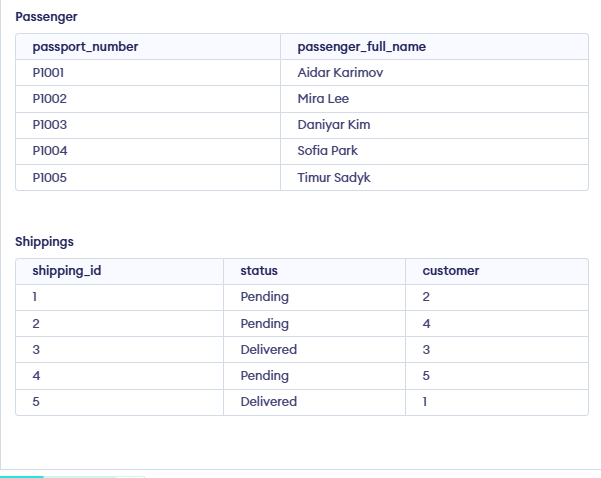 Passenger
passport_number passenger_full_name
P1001 Aidar Karimov
P1002 Mira Lee
P1003 Daniyar Kim
P1004 Sofia Park
P1005 Timur Sadyk
Shippings
shipping_id status customer
1 Pending 2
2 Pending 4
3 Delivered 3
4 Pending 5
5 Delivered 1